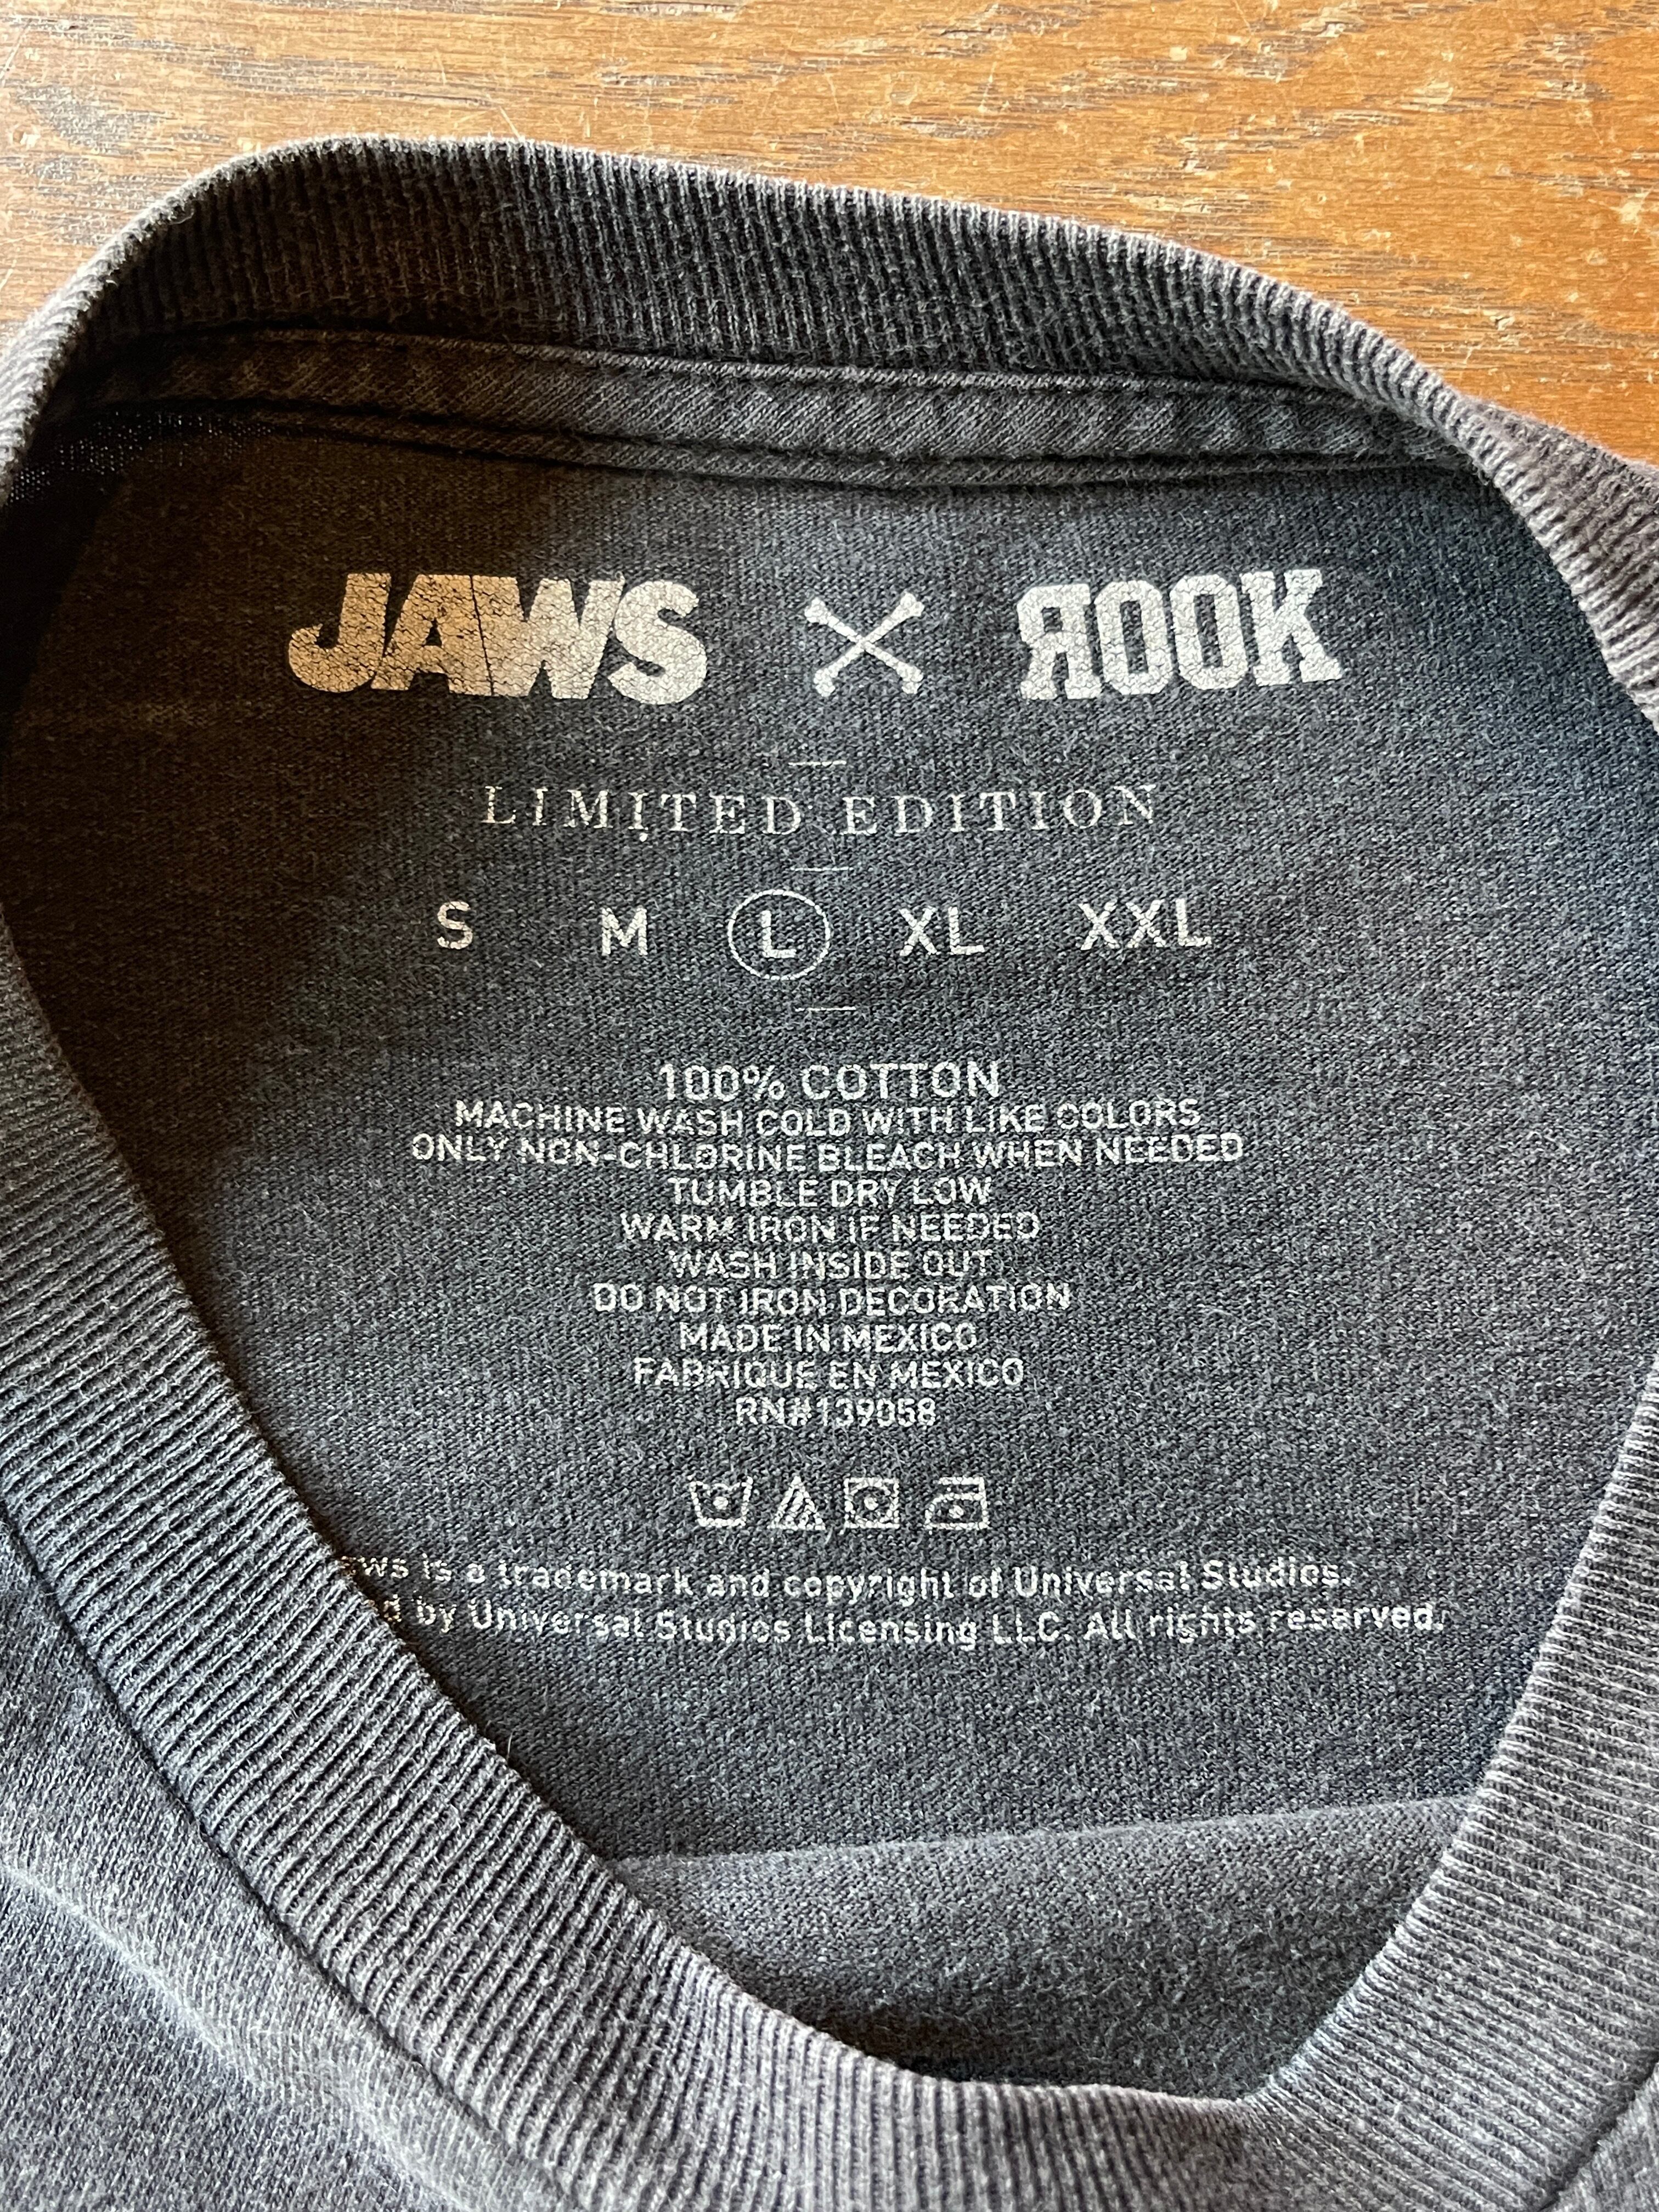 JAWS ЯOOK
LIMITED EDITION
S M L XL XXL
100% COTTON
MACHINE WASH COLD WITH LIKE COLORS
ONLY NON-CHLORINE BLEACH WHEN NEEDED
TUMBLE DRY LOW
WARM IRON IF NEEDED
WASH INSIDE OUT
DO NOT IRON DECORATION
MADE IN MEXICO
FABRIQUE EN MEXICO
RN#139058
is a trademark and copyright of Universal Studios.
by Universal Studios Licensing LLC. All rights reserved.